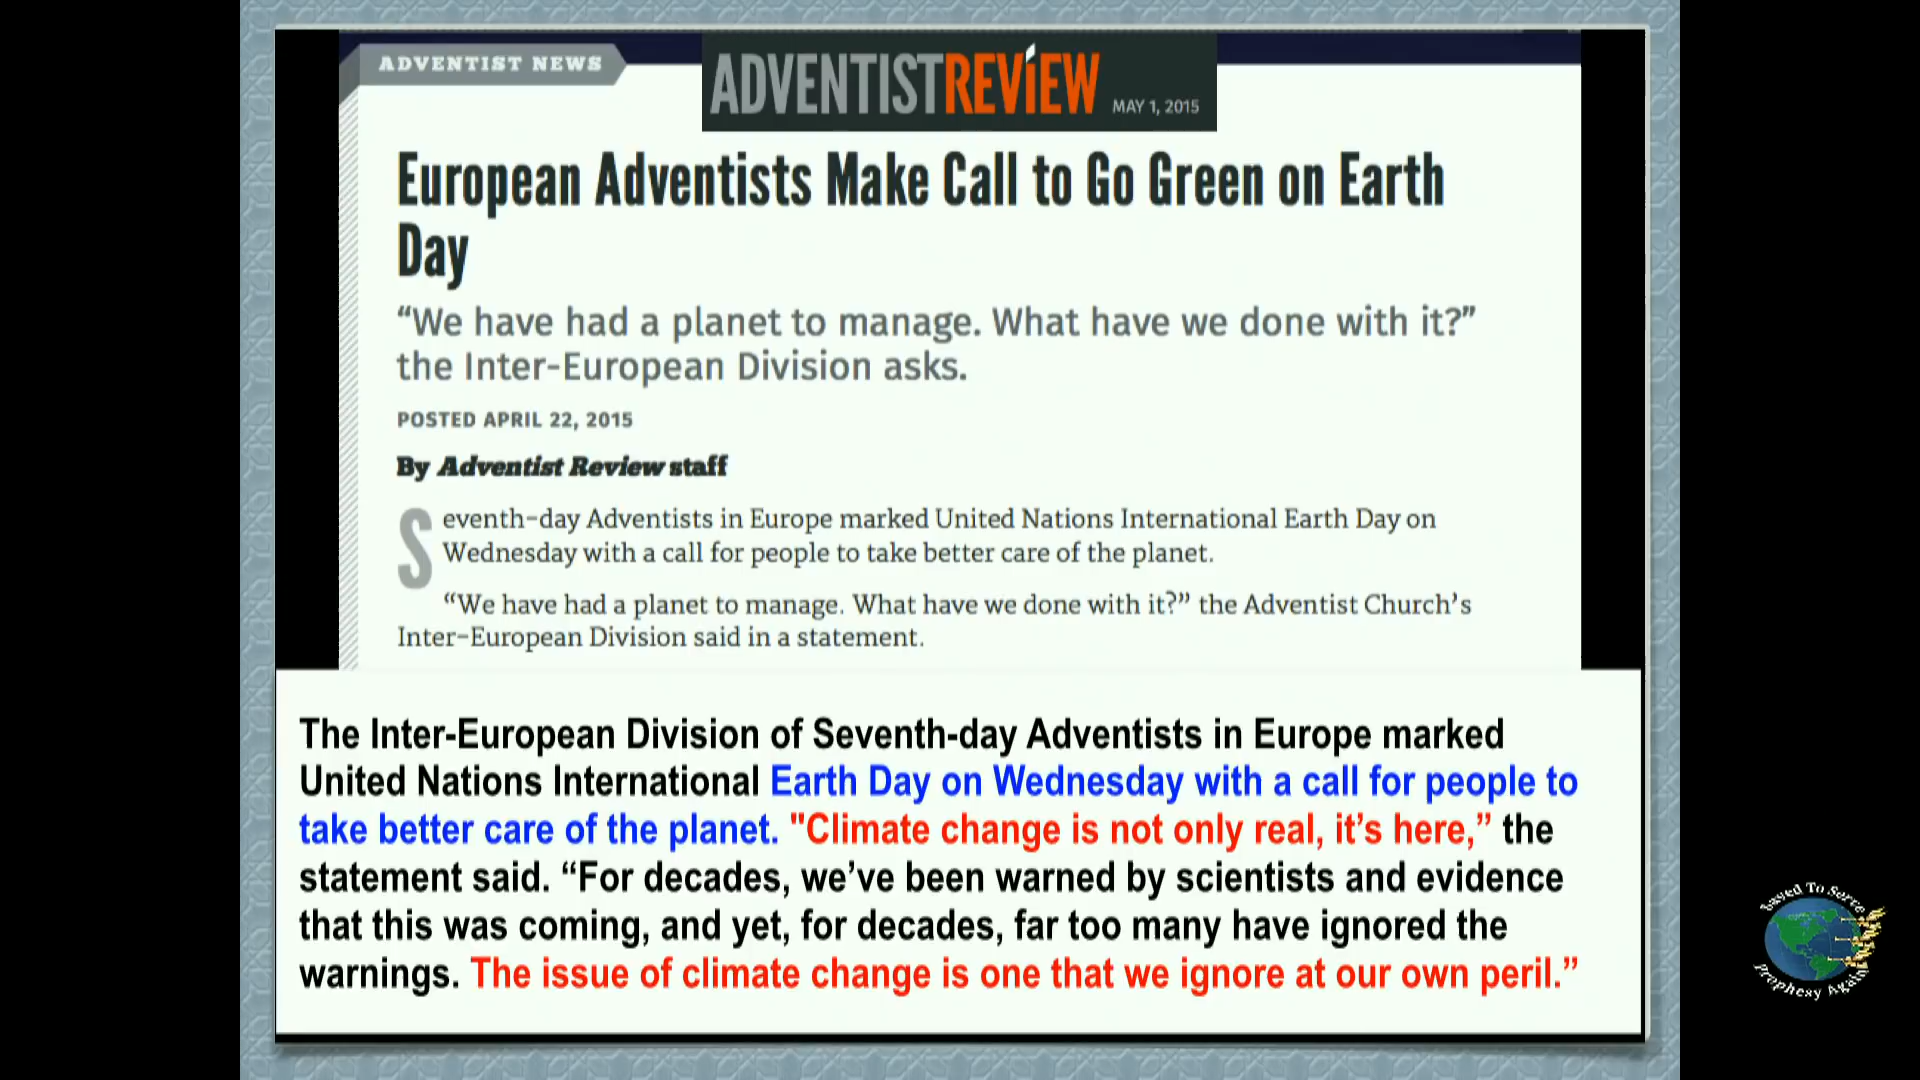 ADVENTIST NEWS
ADVENTISTREVIEW MAY 1, 2015
European Adventists Make Call to Go Green on Earth
Day
“We have had a planet to manage. What have we done with it?”
the Inter-European Division asks.
POSTED APRIL 22, 2015
By Adventist Review staff
Seventh-day Adventists in Europe marked United Nations International Earth Day on
Wednesday with a call for people to take better care of the planet.
“We have had a planet to manage. What have we done with it?” the Adventist Church’s
Inter-European Division said in a statement.
The Inter-European Division of Seventh-day Adventists in Europe marked
United Nations International Earth Day on Wednesday with a call for people to
take better care of the planet. "Climate change is not only real, it’s here,” the
statement said. “For decades, we’ve been warned by scientists and evidence
that this was coming, and yet, for decades, far too many have ignored the
warnings. The issue of climate change is one that we ignore at our own peril.”
To Serve
Prophesy Again